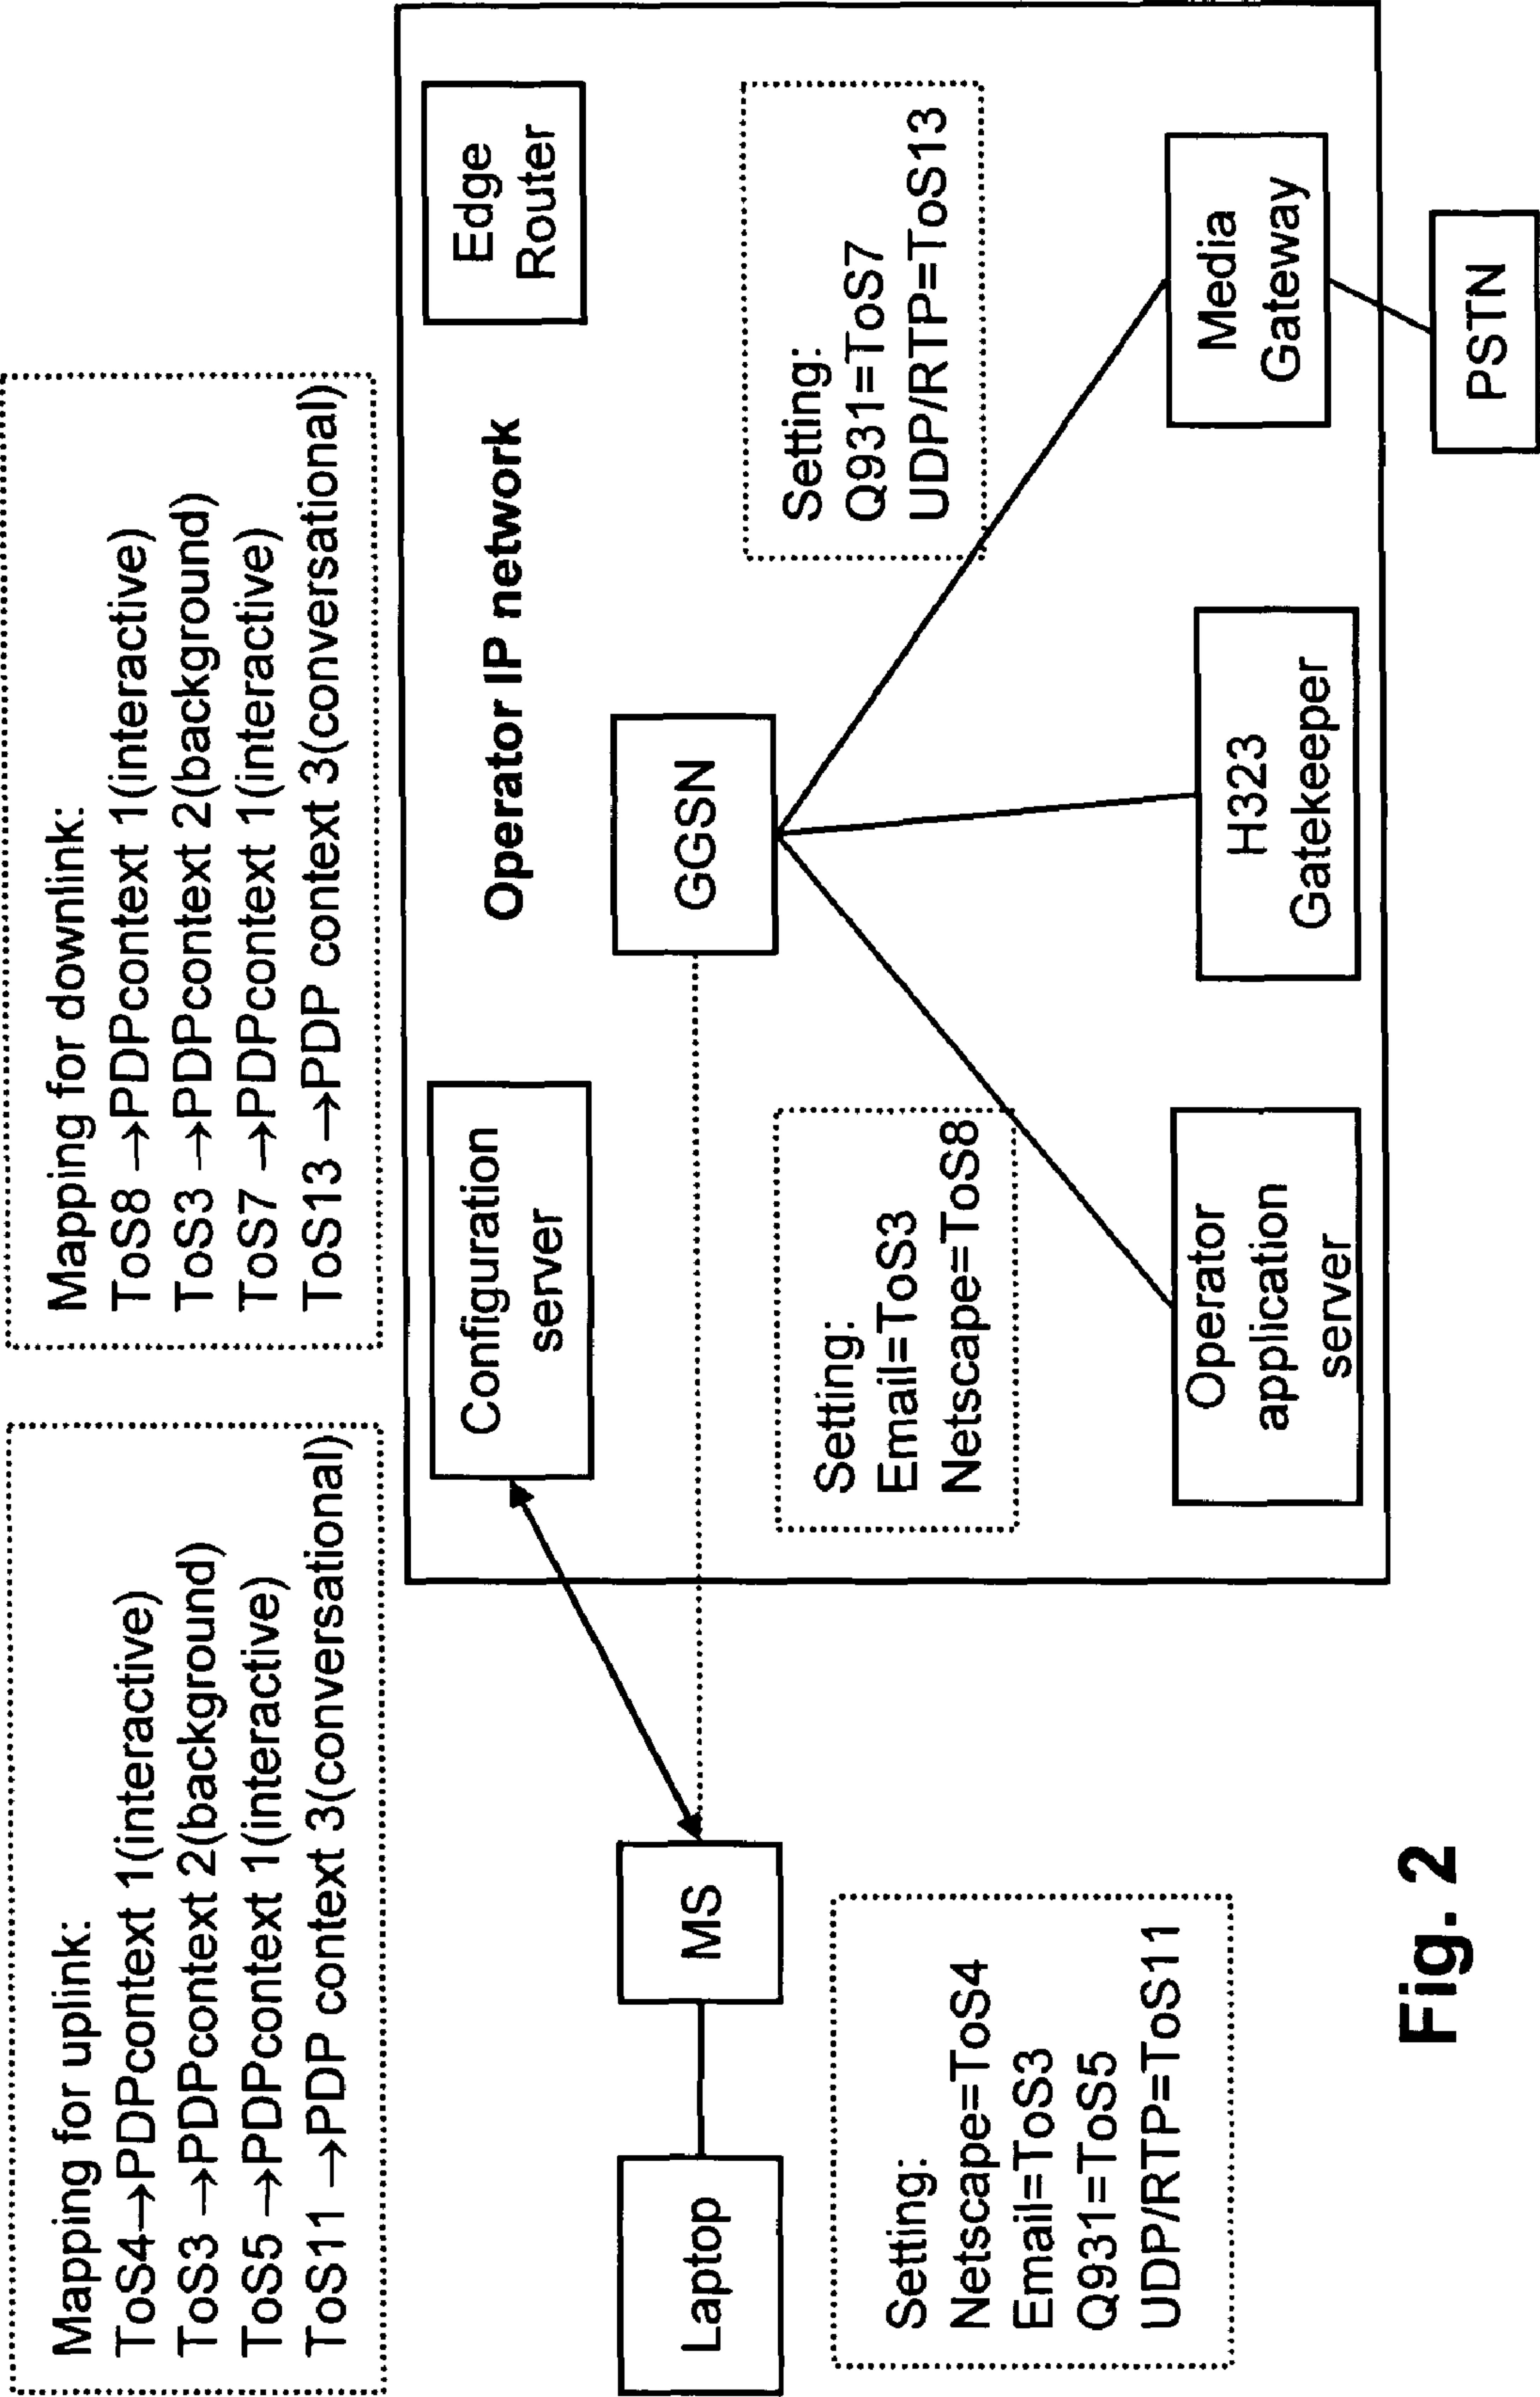 Mapping for uplink:
ToS4→PDPcontext 1(interactive)
ToS3 →PDPcontext 2(background)
ToS5 →PDPcontext 1(interactive)
ToS11 →PDP context 3(conversational)
Mapping for downlink:
ToS8 →PDPcontext 1(interactive)
ToS3 →PDPcontext 2(background)
ToS7 →PDPcontext 1(interactive)
ToS13 →PDP context 3(conversational)
Operator IP network
Configuration
server
Edge
Router
Laptop
MS
GGSN
Setting:
Netscape=ToS4
Email=ToS3
Q931=ToS5
UDP/RTP=ToS11
Setting:
Email=ToS3
Netscape=ToS8
Setting:
Q931=ToS7
UDP/RTP=ToS13
Operator
application
server
H323
Gatekeeper
Media
Gateway
PSTN
Fig. 2